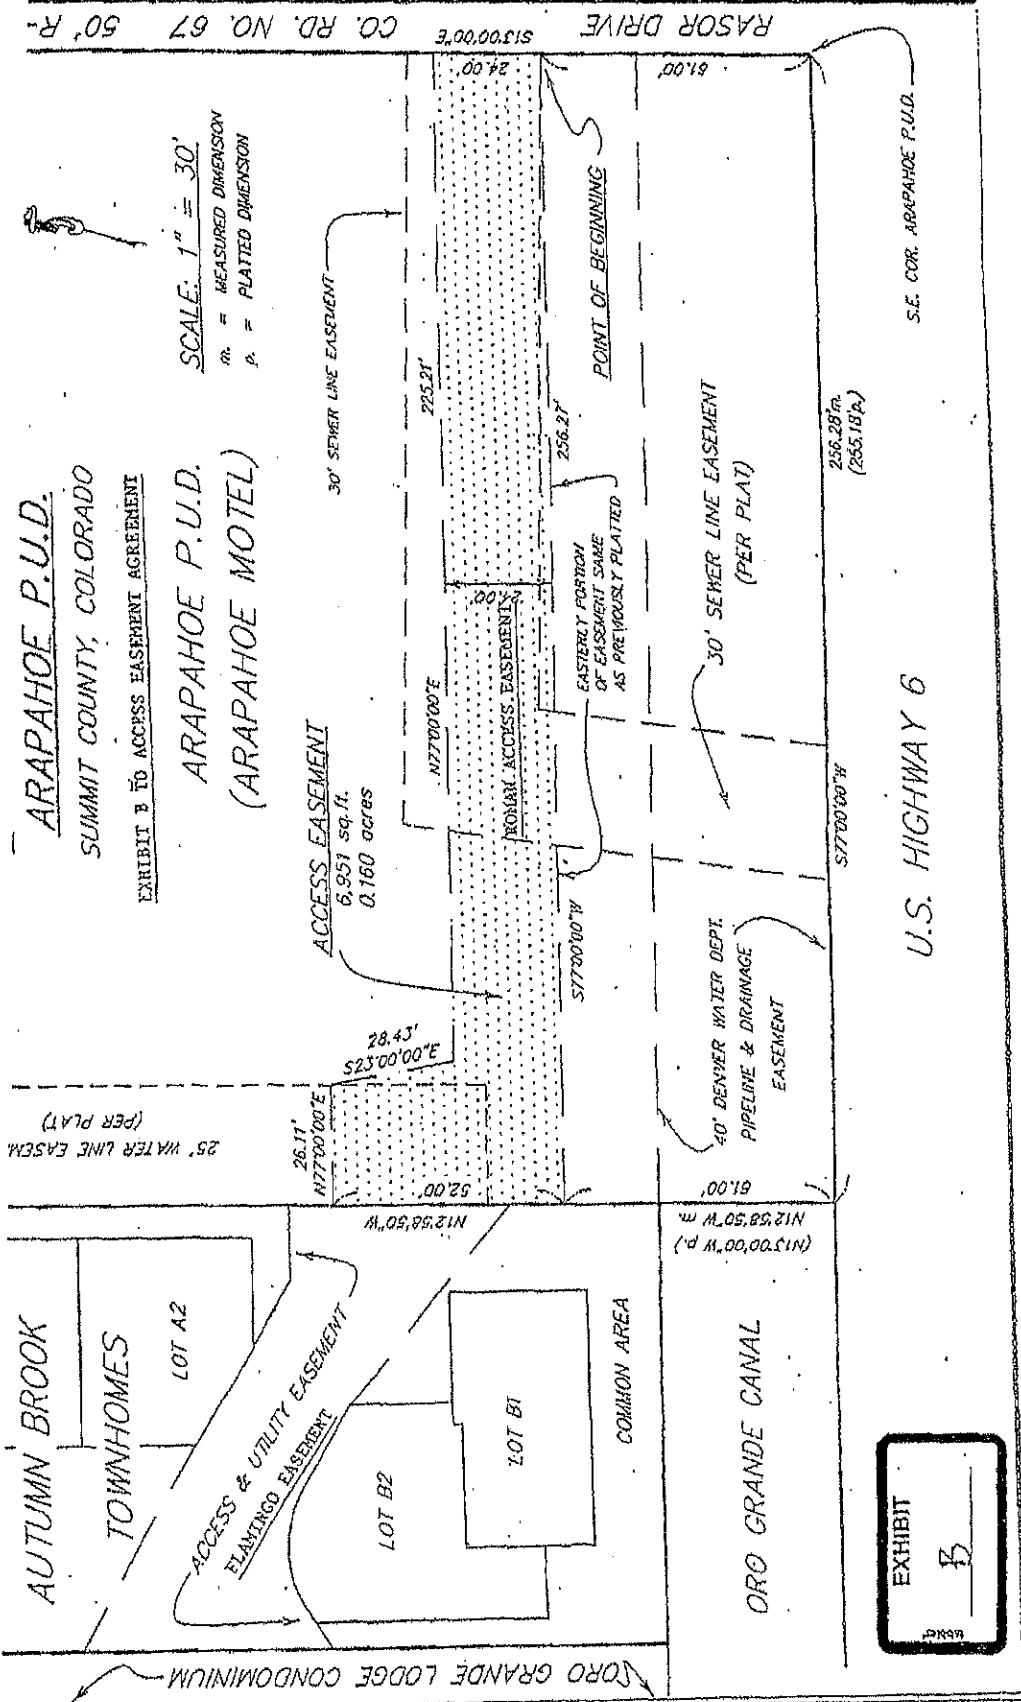 ARAPAHOE P.U.D.
SUMMIT COUNTY, COLORADO
EXHIBIT B TO ACCESS EASEMENT AGREEMENT
ARAPAHOE P.U.D.
(ARAPAHOE MOTEL)
SCALE: 1" = 30'
m. = MEASURED DIMENSION
p. = PLATTED DIMENSION
RASOR DRIVE
CO. RD. NO. 67
50' R-
S13°00'00"E
24.00'
61.00'
30' SEWER LINE EASEMENT
225.21'
N77°00'00"E
ACCESS EASEMENT
6,951 sq.ft.
0.160 acres
24.00'
ROMAN ACCESS EASEMENT
POINT OF BEGINNING
256.27'
EASTERLY PORTION
OF EASEMENT SAME
AS PREVIOUSLY PLATTED
S77°00'00"W
30' SEWER LINE EASEMENT
(PER PLAT)
256.28'm.
(255.18'p.)
S77°00'00"W
S.E. COR. ARAPAHOE P.U.D.
U.S. HIGHWAY 6
40' DENVER WATER DEPT.
PIPELINE & DRAINAGE
EASEMENT
28.43'
S23°00'00"E
26.11'
N77°00'00"E
25' WATER LINE EASEM.
(PER PLAT)
52.00'
N12°58'50"W
61.00'
N12°58'50"W m.
(N13°00'00"W p.)
AUTUMN BROOK
TOWNHOMES
LOT A2
ACCESS & UTILITY EASEMENT
FLAMINGO EASEMENT
LOT B2
LOT B1
COMMON AREA
ORO GRANDE CANAL
ORO GRANDE LODGE CONDOMINIUM
EXHIBIT
B